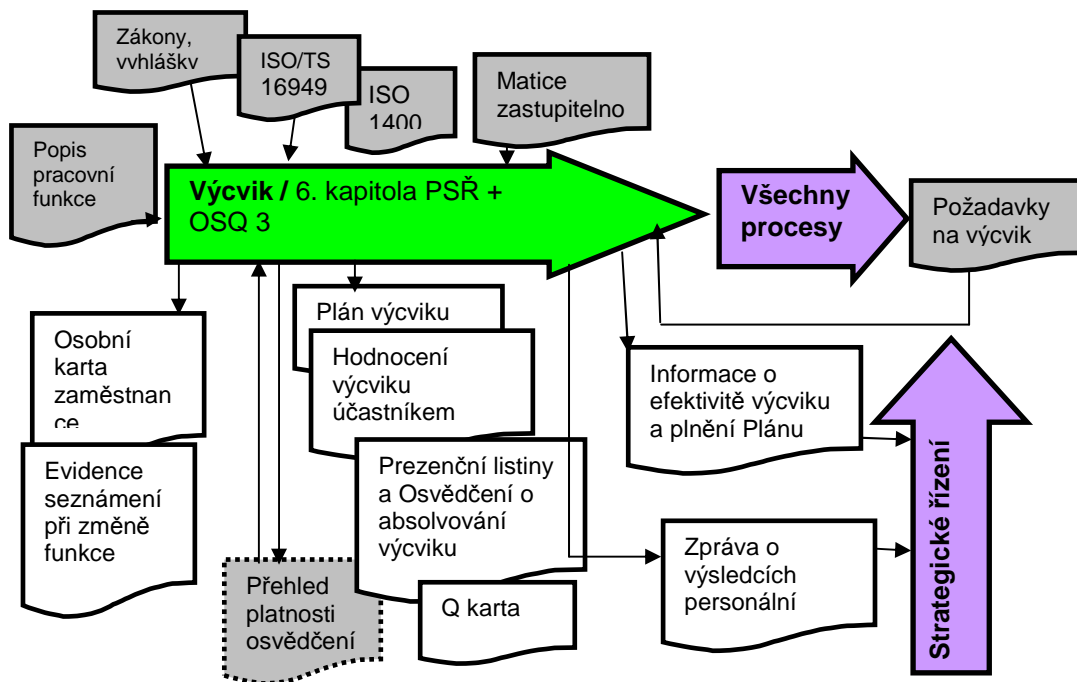 Zákony,
vvhláškv
ISO/TS
16949
ISO
1400
Matice
zastupitelno
Popis
pracovní
funkce
Výcvik / 6. kapitola PSŘ +
OSQ 3
Všechny
procesy
Požadavky
na výcvik
Osobní
karta
zaměstnan
ce
Evidence
seznámení
při změně
funkce
Přehled
platnosti
osvědčení
Plán výcviku
Hodnocení
výcviku
účastníkem
Prezenční listiny
a Osvědčení o
absolvování
výcviku
Q karta
Informace o
efektivitě výcviku
a plnění Plánu
Zpráva o
výsledcích
personální
Strategické řízení